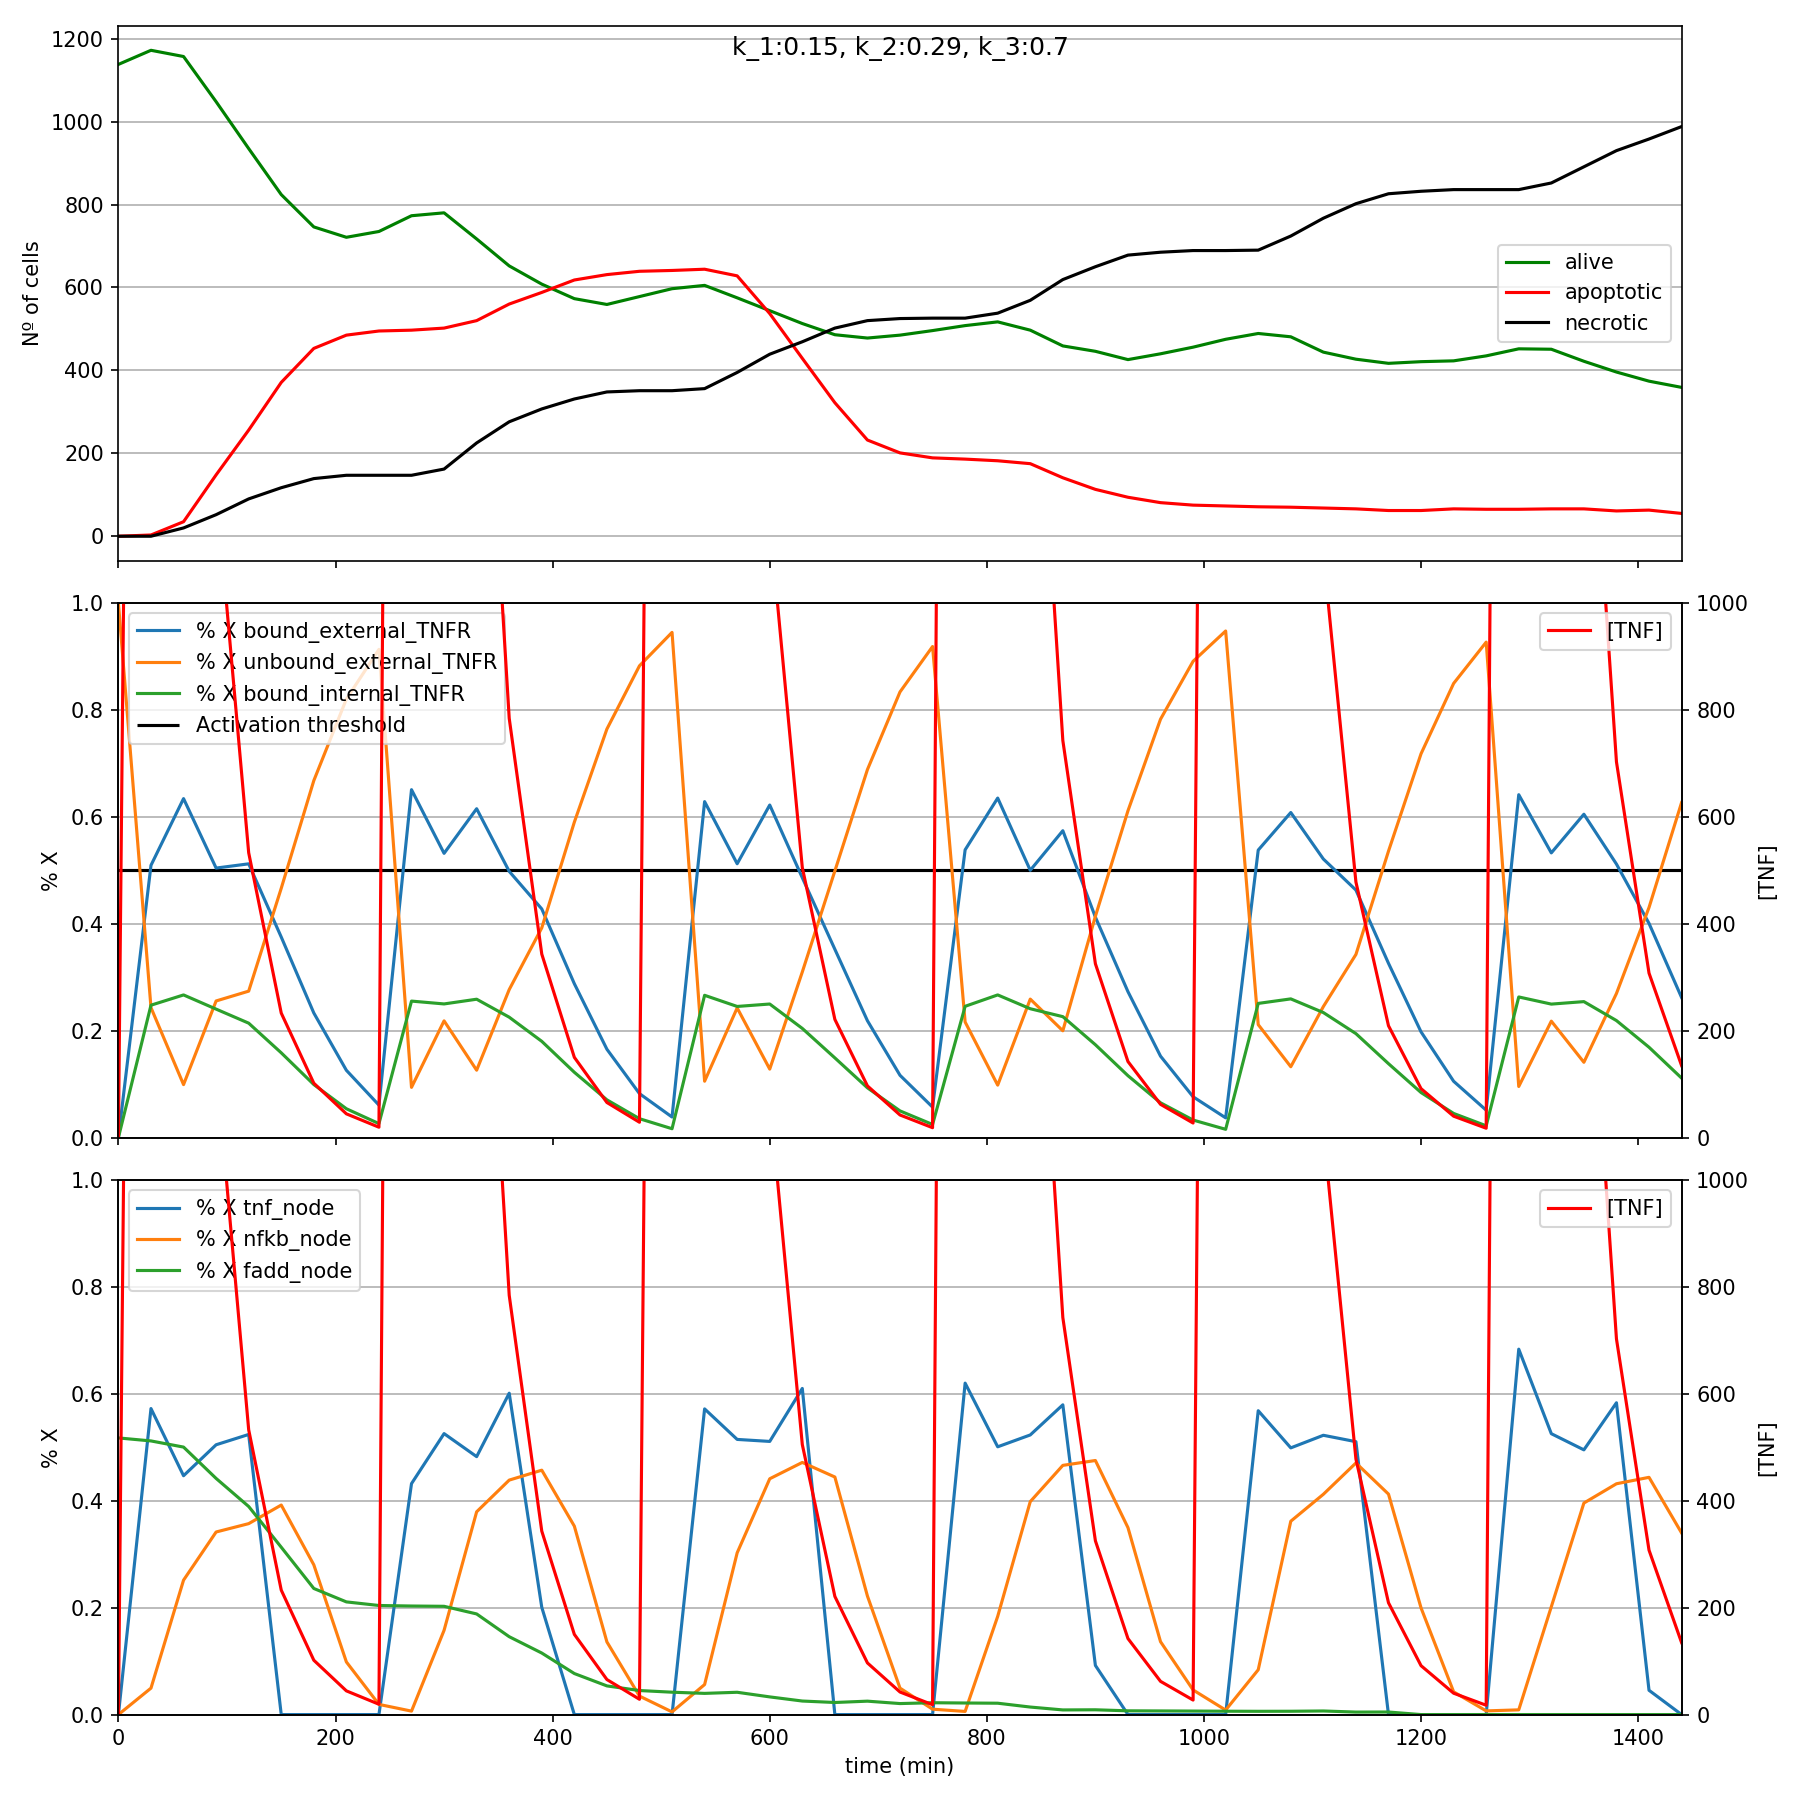 k_1:0.15, k_2:0.29, k_3:0.7
1200
1000
800
600
400
200
0
Nº of cells
alive
apoptotic
necrotic
1.0
0.8
0.6
0.4
0.2
0.0
% X
% X bound_external_TNFR
% X unbound_external_TNFR
% X bound_internal_TNFR
Activation threshold
[TNF]
1000
800
600
400
200
0
[TNF]
1.0
0.8
0.6
0.4
0.2
0.0
% X
% X tnf_node
% X nfkb_node
% X fadd_node
[TNF]
1000
800
600
400
200
0
[TNF]
0 200 400 600 800 1000 1200 1400
time (min)